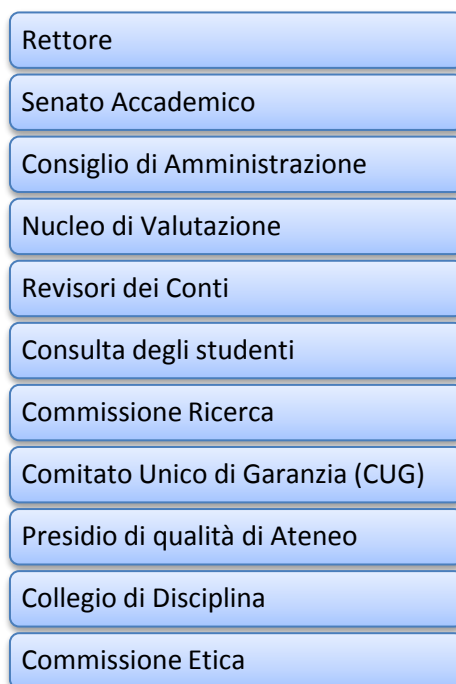 Rettore
Senato Accademico
Consiglio di Amministrazione
Nucleo di Valutazione
Revisori dei Conti
Consulta degli studenti
Commissione Ricerca
Comitato Unico di Garanzia (CUG)
Presidio di qualità di Ateneo
Collegio di Disciplina
Commissione Etica